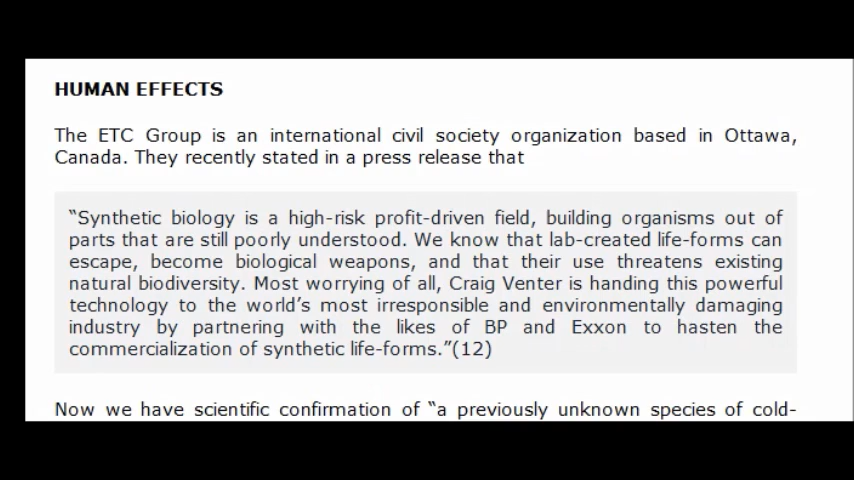 HUMAN EFFECTS
The ETC Group is an international civil society organization based in Ottawa,
Canada. They recently stated in a press release that
“Synthetic biology is a high-risk profit-driven field, building organisms out of
parts that are still poorly understood. We know that lab-created life-forms can
escape, become biological weapons, and that their use threatens existing
natural biodiversity. Most worrying of all, Craig Venter is handing this powerful
technology to the world’s most irresponsible and environmentally damaging
industry by partnering with the likes of BP and Exxon to hasten the
commercialization of synthetic life-forms.”(12)
Now we have scientific confirmation of “a previously unknown species of cold-